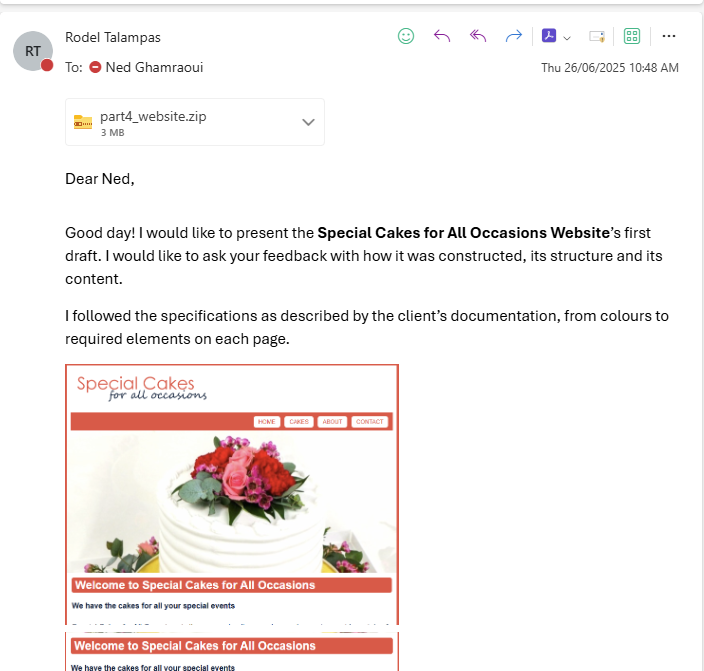 RT
Rodel Talampas
To: Ned Ghamraoui
Thu 26/06/2025 10:48 AM
part4_website.zip
3 MB
Dear Ned,
Good day! I would like to present the Special Cakes for All Occasions Website's first
draft. I would like to ask your feedback with how it was constructed, its structure and its
content.
I followed the specifications as described by the client's documentation, from colours to
required elements on each page.
Special Cakes
for all occasions
HOME CAKES ABOUT CONTACT
Welcome to Special Cakes for All Occasions
We have the cakes for all your special events
Welcome to Special Cakes for All Occasions
We have the cakes for all your special events